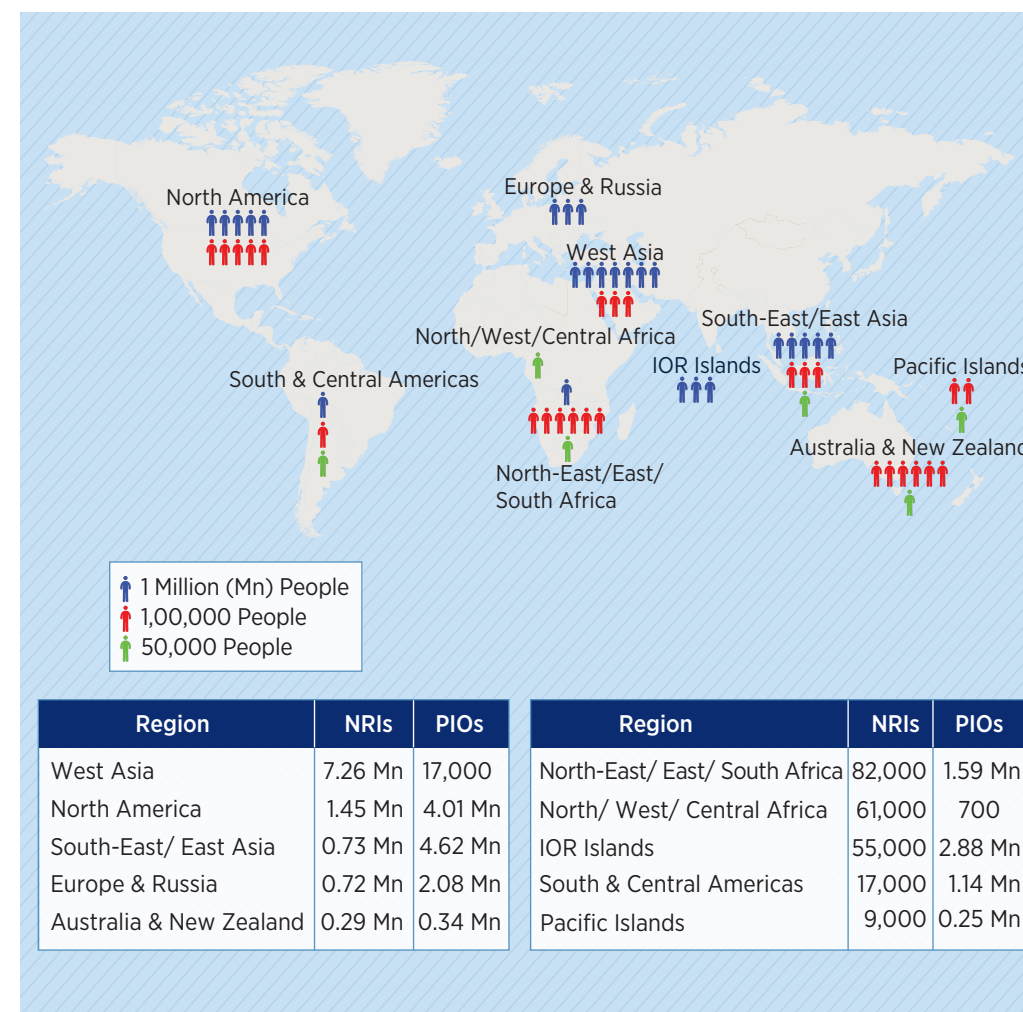 North America
Europe & Russia
West Asia
South-East/East Asia
North/West/Central Africa
IOR Islands
Pacific Islands
South & Central Americas
Australia & New Zealand
North-East/East/
South Africa
1 Million (Mn) People
1,00,000 People
50,000 People
Region NRIs PIOs
West Asia 7.26 Mn 17,000
North America 1.45 Mn 4.01 Mn
South-East/ East Asia 0.73 Mn 4.62 Mn
Europe & Russia 0.72 Mn 2.08 Mn
Australia & New Zealand 0.29 Mn 0.34 Mn
Region NRIs PIOs
North-East/ East/ South Africa 82,000 1.59 Mn
North/ West/ Central Africa 61,000 700
IOR Islands 55,000 2.88 Mn
South & Central Americas 17,000 1.14 Mn
Pacific Islands 9,000 0.25 Mn